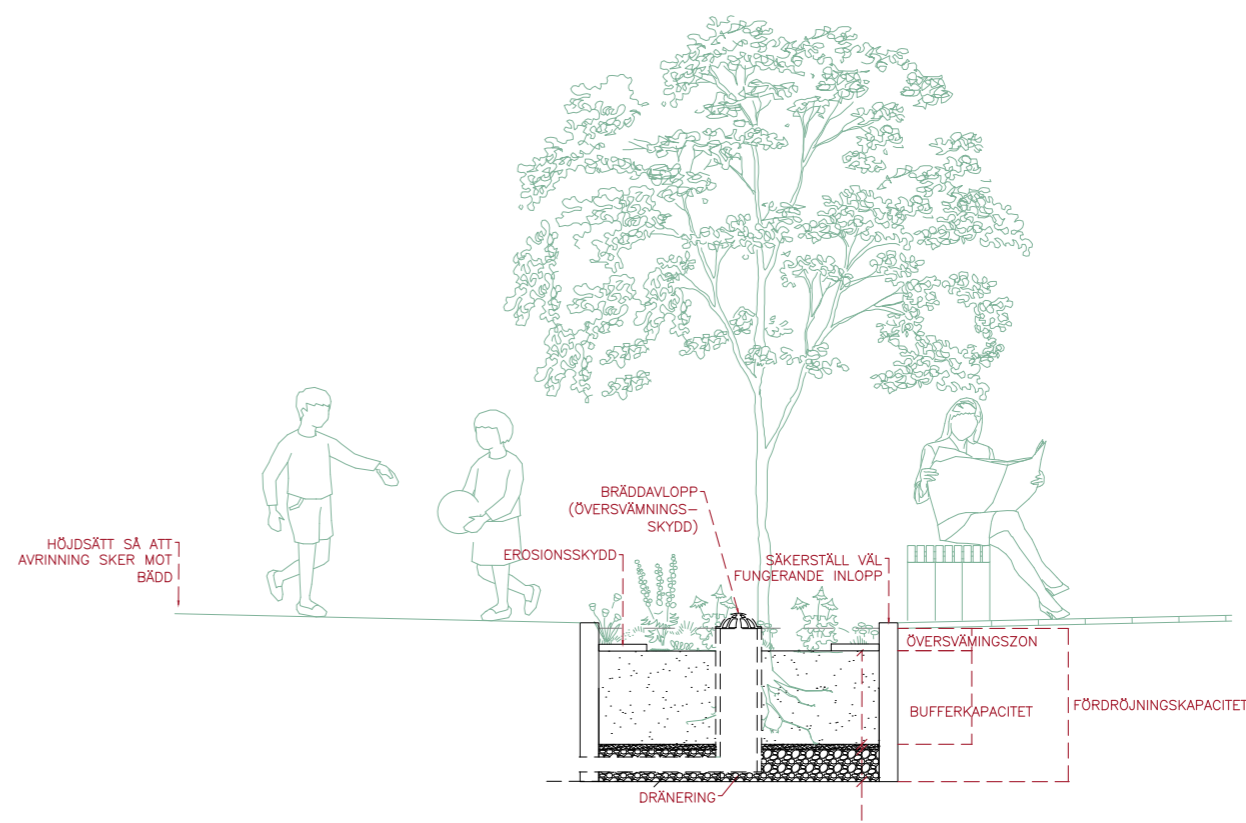 BRÄDDAVLOPP
(ÖVERSVÄMNINGS-
SKYDD)
HÖJDSÄTT SÅ ATT
AVRINNING SKER MOT
BÄDD
EROSIONSSKYDD
SÄKERSTÄLL VÄL
FUNGERANDE INLOPP
ÖVERSVÄMINGSZON
BUFFERKAPACITET
FÖRDRÖJNINGSKAPACITET
DRÄNERING